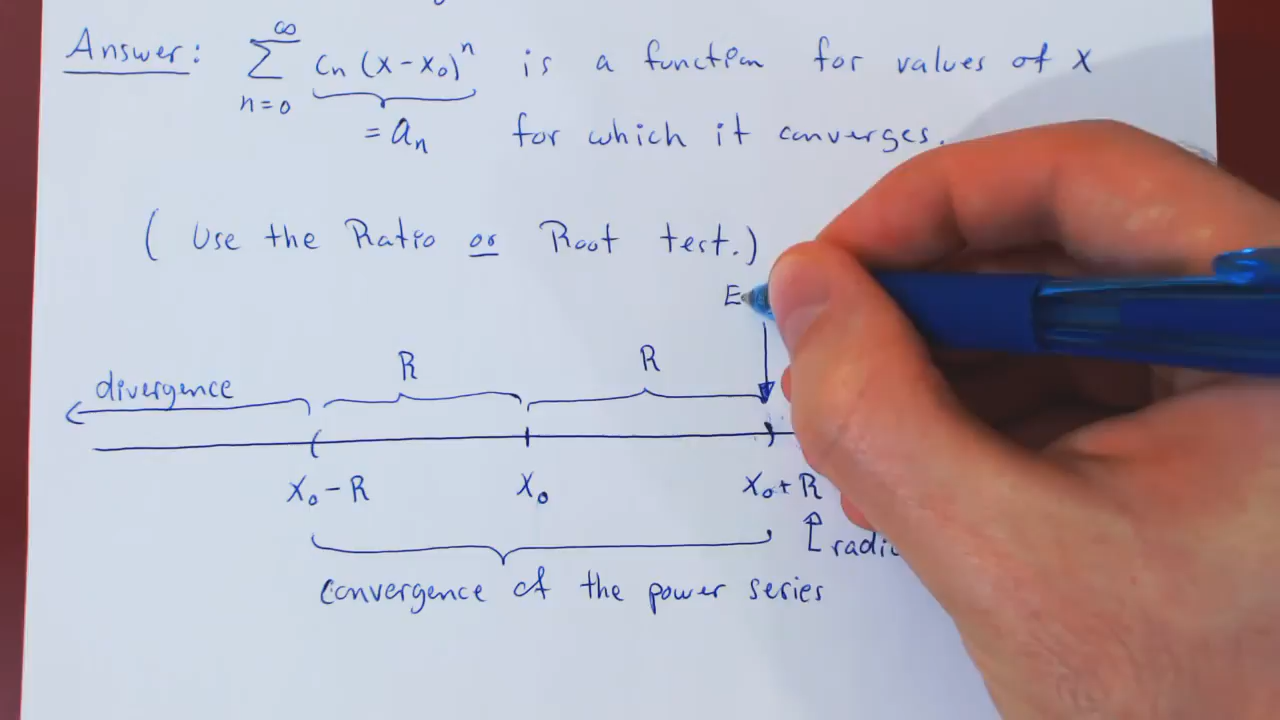 Answer: ∞ Σ n=0 Cn (x-x₀)ⁿ is a function for values of x
= an for which it converges.
( Use the Ratio or Root test.)
E
divergence R R
x₀-R x₀ x₀+R
convergence of the power series